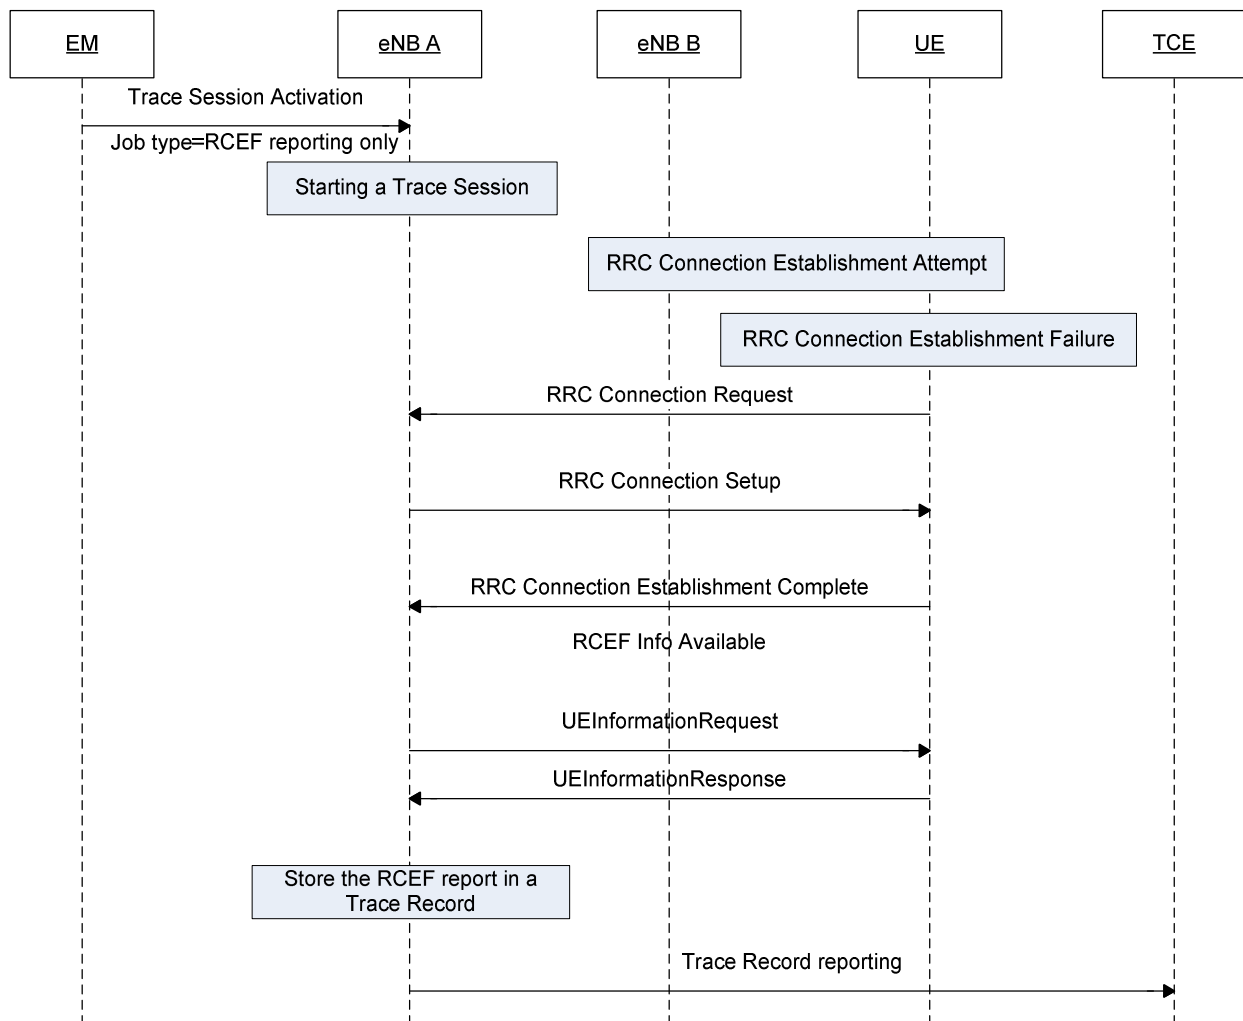 EM
eNB A
eNB B
UE
TCE
Trace Session Activation
Job type=RCEF reporting only
Starting a Trace Session
RRC Connection Establishment Attempt
RRC Connection Establishment Failure
RRC Connection Request
RRC Connection Setup
RRC Connection Establishment Complete
RCEF Info Available
UEInformationRequest
UEInformationResponse
Store the RCEF report in a
Trace Record
Trace Record reporting